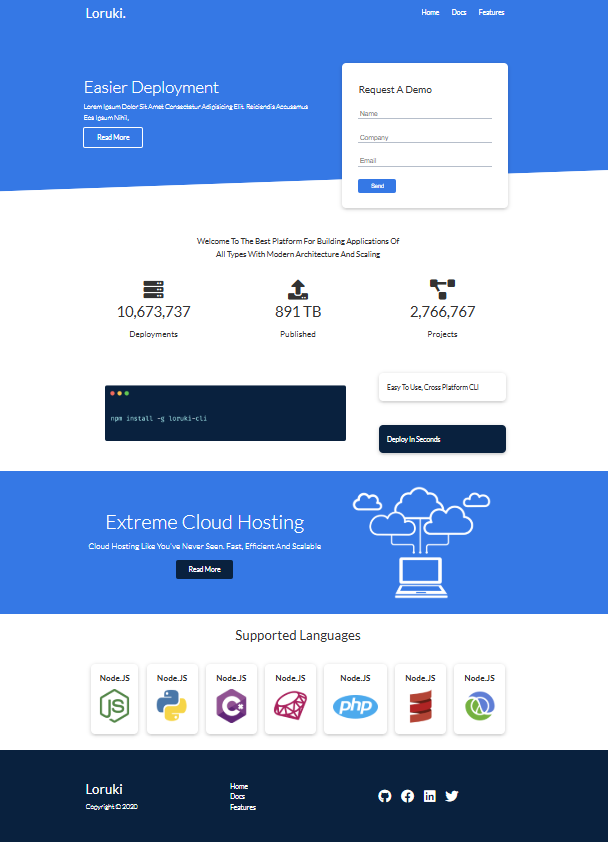 Loruki.
Home Docs Features
Easier Deployment
Lorem Ipsum Dolor Sit Amet Consectetur Adipisicing Elit. Reiciendis Accusamus
Eos Ipsum Nihil,
Read More
Request A Demo
Name
Company
Email
Send
Welcome To The Best Platform For Building Applications Of
All Types With Modern Architecture And Scaling
10,673,737
Deployments
891 TB
Published
2,766,767
Projects
npm install -g loruki-cli
Easy To Use, Cross Platform CLI
Deploy In Seconds
Extreme Cloud Hosting
Cloud Hosting Like You've Never Seen. Fast, Efficient And Scalable
Read More
Supported Languages
Node.JS
JS
Node.JS
Node.JS
C#
Node.JS
Node.JS
php
Node.JS
Node.JS
Loruki
Copyright © 2020
Home
Docs
Features